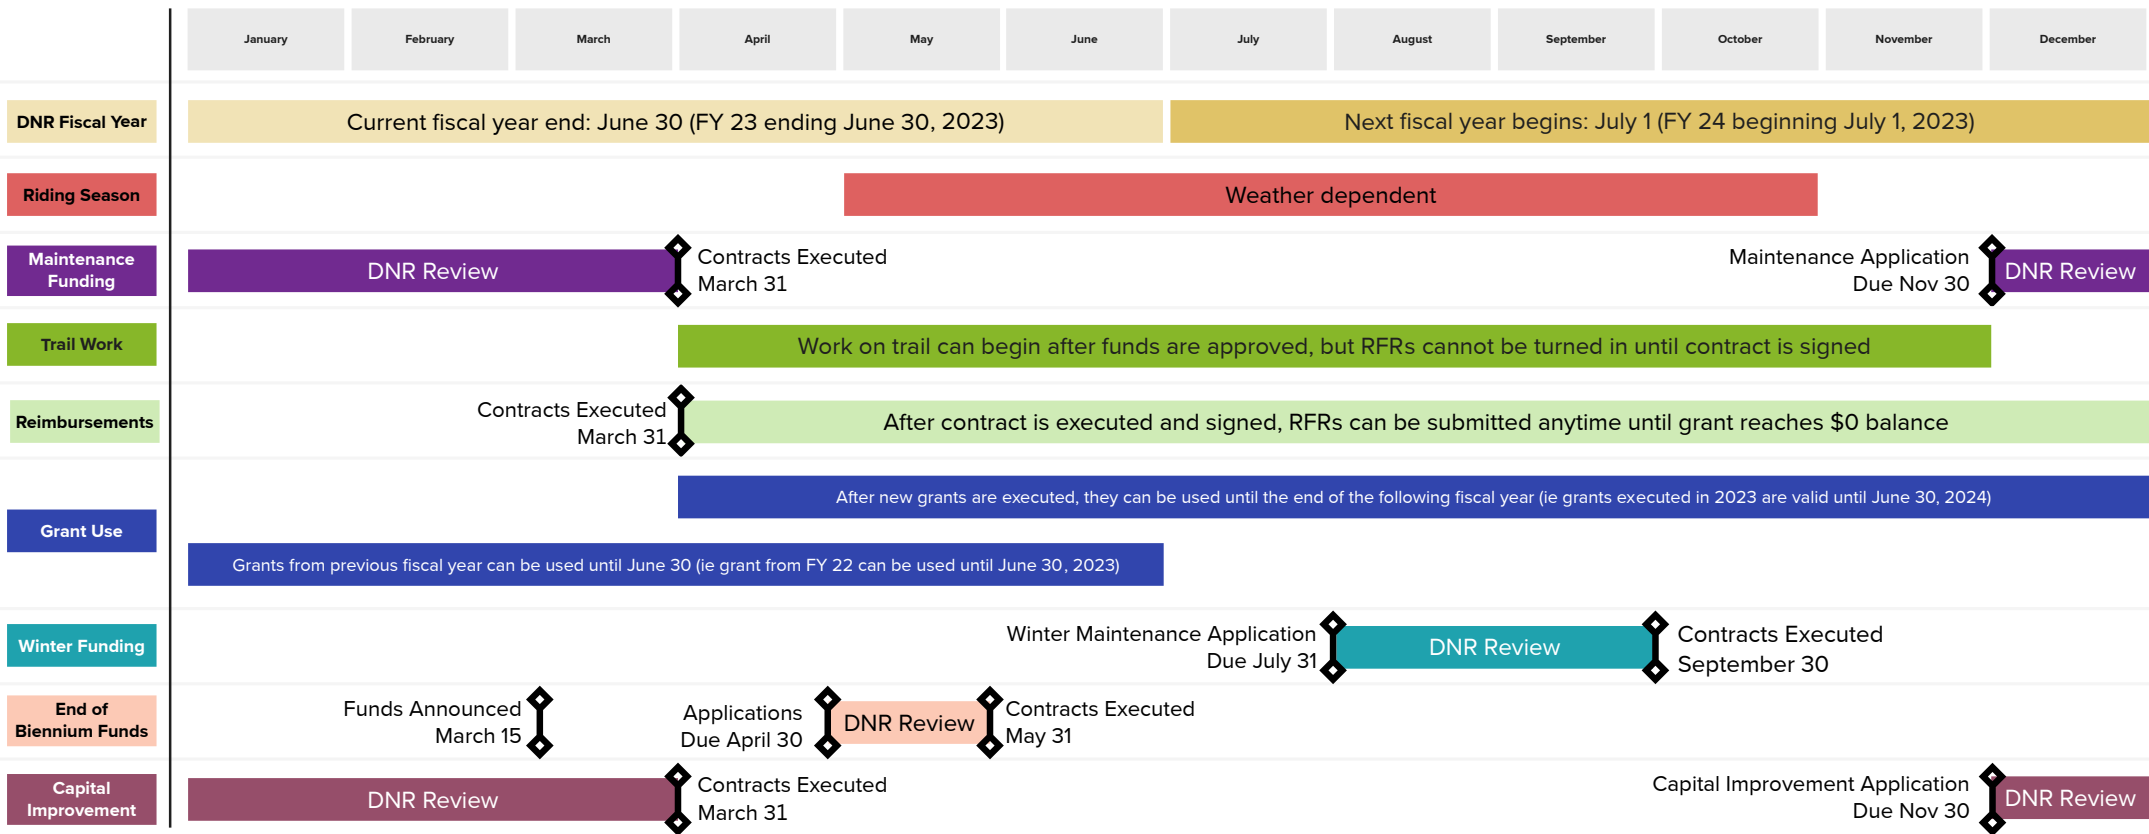 January February March April May June July August September October November December
DNR Fiscal Year
Current fiscal year end: June 30 (FY 23 ending June 30, 2023)
Next fiscal year begins: July 1 (FY 24 beginning July 1, 2023)
Riding Season
Weather dependent
Maintenance
Funding
DNR Review
Contracts Executed
March 31
Maintenance Application
Due Nov 30
DNR Review
Trail Work
Work on trail can begin after funds are approved, but RFRs cannot be turned in until contract is signed
Reimbursements
Contracts Executed
March 31
After contract is executed and signed, RFRs can be submitted anytime until grant reaches $0 balance
Grant Use
After new grants are executed, they can be used until the end of the following fiscal year (ie grants executed in 2023 are valid until June 30, 2024)
Grants from previous fiscal year can be used until June 30 (ie grant from FY 22 can be used until June 30, 2023)
Winter Funding
Winter Maintenance Application
Due July 31
DNR Review
Contracts Executed
September 30
End of
Biennium Funds
Funds Announced
March 15
Applications
Due April 30
DNR Review
Contracts Executed
May 31
Capital
Improvement
DNR Review
Contracts Executed
March 31
Capital Improvement Application
Due Nov 30
DNR Review